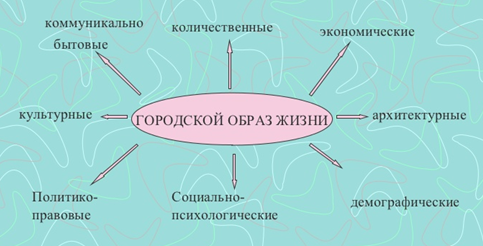 коммуникально
бытовые
количественные
экономические
культурные
ГОРОДСКОЙ ОБРАЗ ЖИЗНИ
архитектурные
Политико-
правовые
Социально-
психологические
демографические